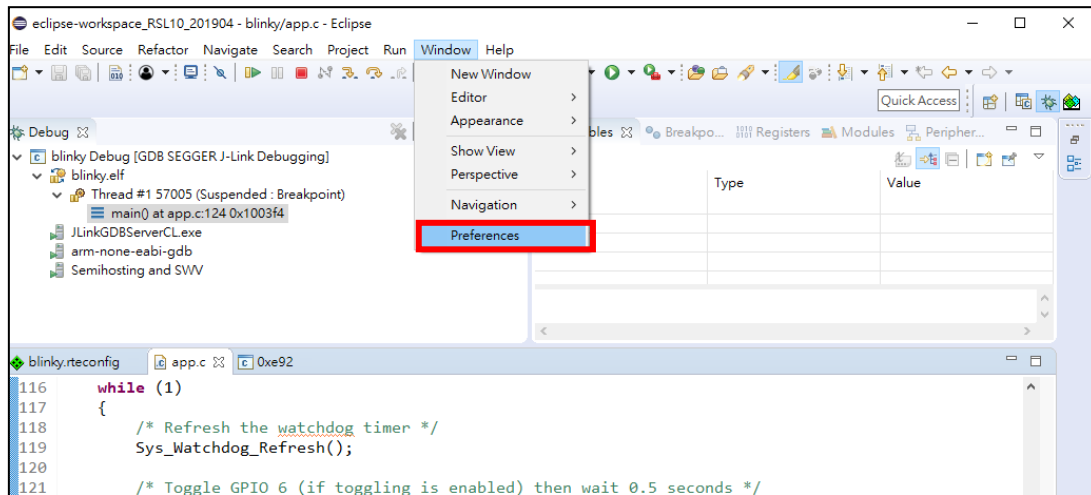 eclipse-workspace_RSL10_201904 - blinky/app.c - Eclipse
File Edit Source Refactor Navigate Search Project Run Window Help
New Window
Editor
Appearance
Show View
Perspective
Navigation
Preferences
Quick Access
Debug
bles Breakpo... Registers Modules Peripher...
blinky Debug [GDB SEGGER J-Link Debugging]
blinky.elf
Thread #1 57005 (Suspended : Breakpoint)
main() at app.c:124 0x1003f4
JLinkGDBServerCL.exe
arm-none-eabi-gdb
Semihosting and SWV
Type Value
blinky.rteconfig app.c 0xe92
116 while (1)
117 {
118 /* Refresh the watchdog timer */
119 Sys_Watchdog_Refresh();
120
121 /* Toggle GPIO 6 (if toggling is enabled) then wait 0.5 seconds */